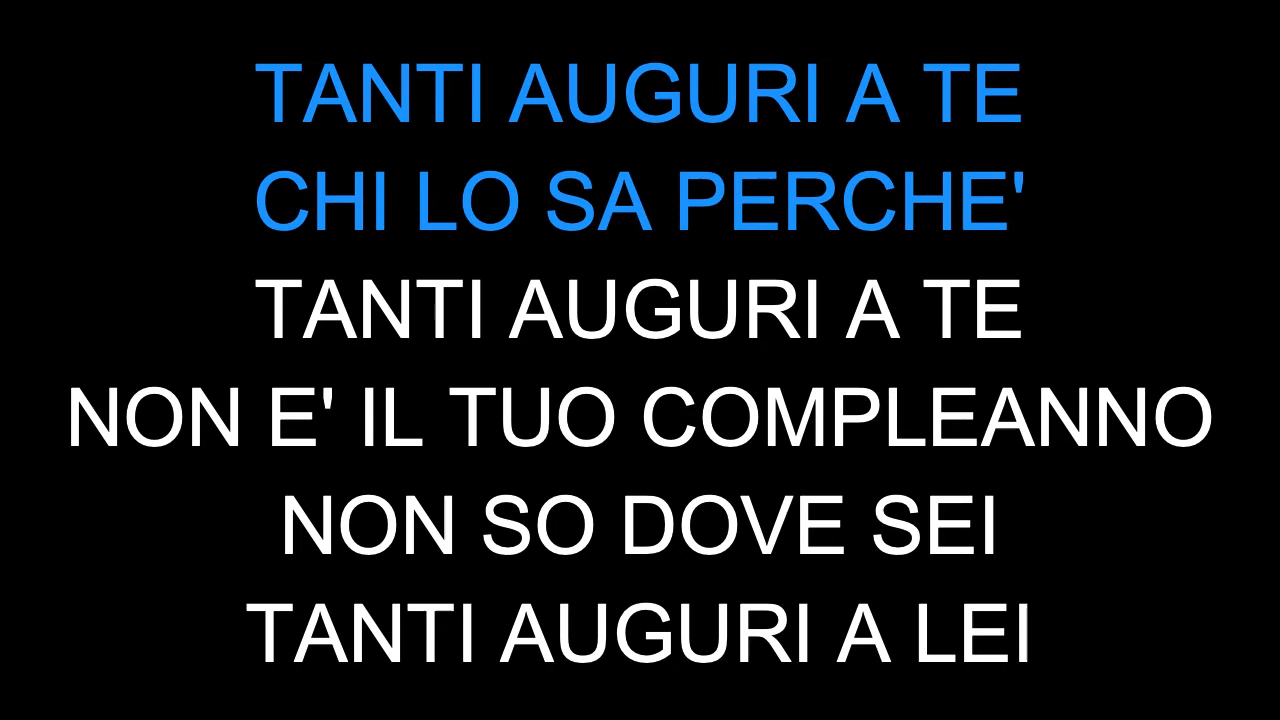 TANTI AUGURI A TE
CHI LO SA PERCHE'
TANTI AUGURI A TE
NON E' IL TUO COMPLEANNO
NON SO DOVE SEI
TANTI AUGURI A LEI